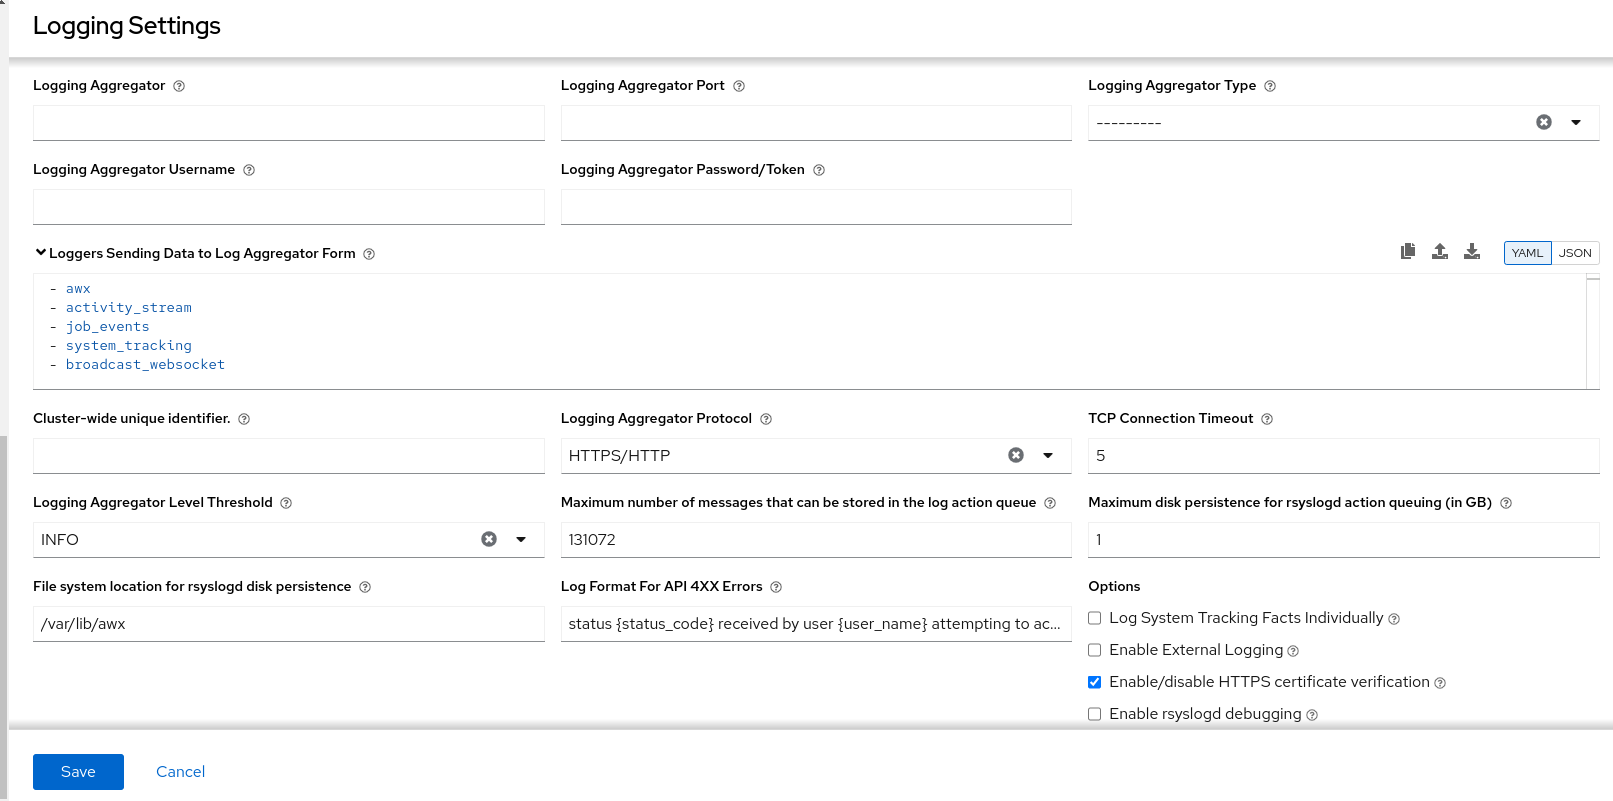 Logging Settings
Logging Aggregator
Logging Aggregator Port
Logging Aggregator Type
---------
Logging Aggregator Username
Logging Aggregator Password/Token
Loggers Sending Data to Log Aggregator Form
YAML JSON
- awx
- activity_stream
- job_events
- system_tracking
- broadcast_websocket
Cluster-wide unique identifier.
Logging Aggregator Protocol
TCP Connection Timeout
HTTPS/HTTP
5
Logging Aggregator Level Threshold
Maximum number of messages that can be stored in the log action queue
Maximum disk persistence for rsyslogd action queuing (in GB)
INFO
131072
1
File system location for rsyslogd disk persistence
Log Format For API 4XX Errors
Options
/var/lib/awx
status {status_code} received by user {user_name} attempting to ac...
Log System Tracking Facts Individually
Enable External Logging
Enable/disable HTTPS certificate verification
Enable rsyslogd debugging
Save
Cancel